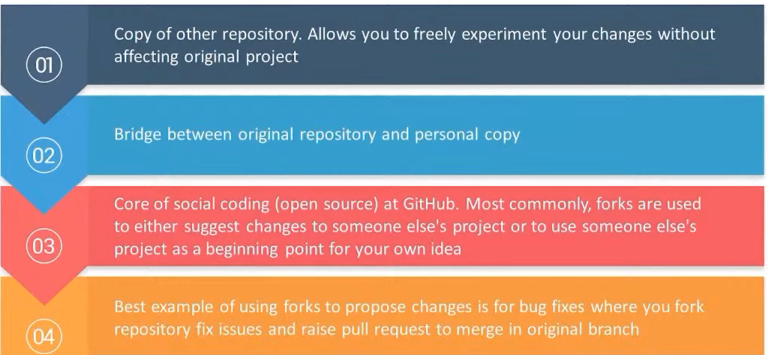 01
Copy of other repository. Allows you to freely experiment your changes without
affecting original project
02
Bridge between original repository and personal copy
03
Core of social coding (open source) at GitHub. Most commonly, forks are used
to either suggest changes to someone else's project or to use someone else's
project as a beginning point for your own idea
04
Best example of using forks to propose changes is for bug fixes where you fork
repository fix issues and raise pull request to merge in original branch